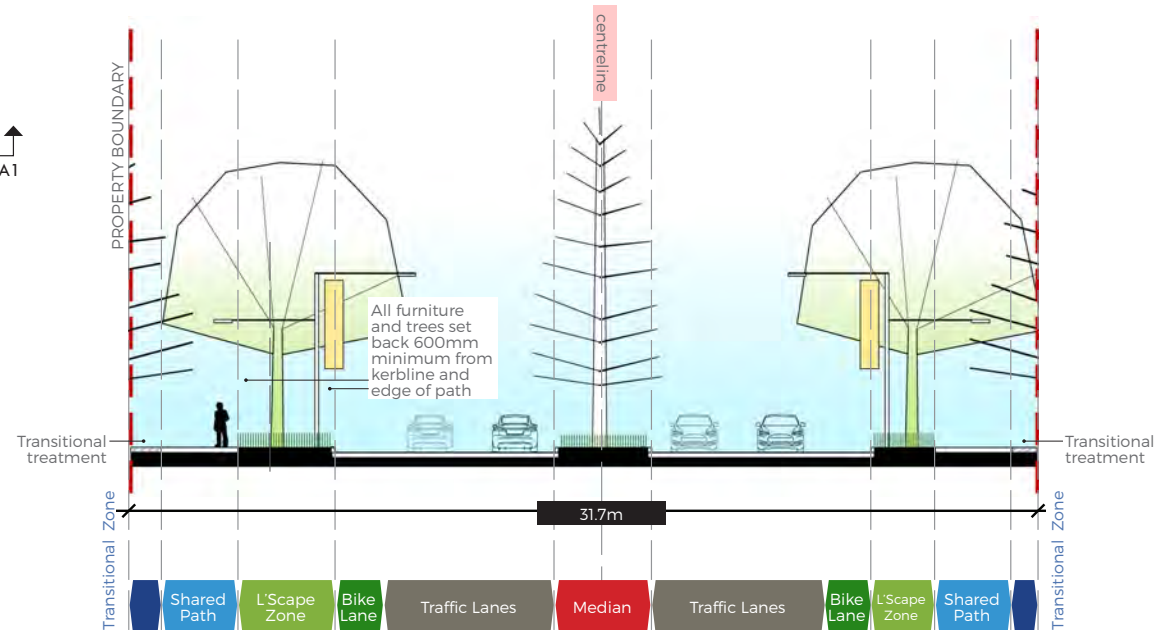 centreline
PROPERTY BOUNDARY
A1
All furniture
and trees set
back 600mm
minimum from
kerbline and
edge of path
Transitional
treatment
Transitional
treatment
31.7m
Transitional Zone
Transitional Zone
Shared
Path
L'Scape
Zone
Bike
Lane
Traffic Lanes
Median
Traffic Lanes
Bike
Lane
L'Scape
Zone
Shared
Path